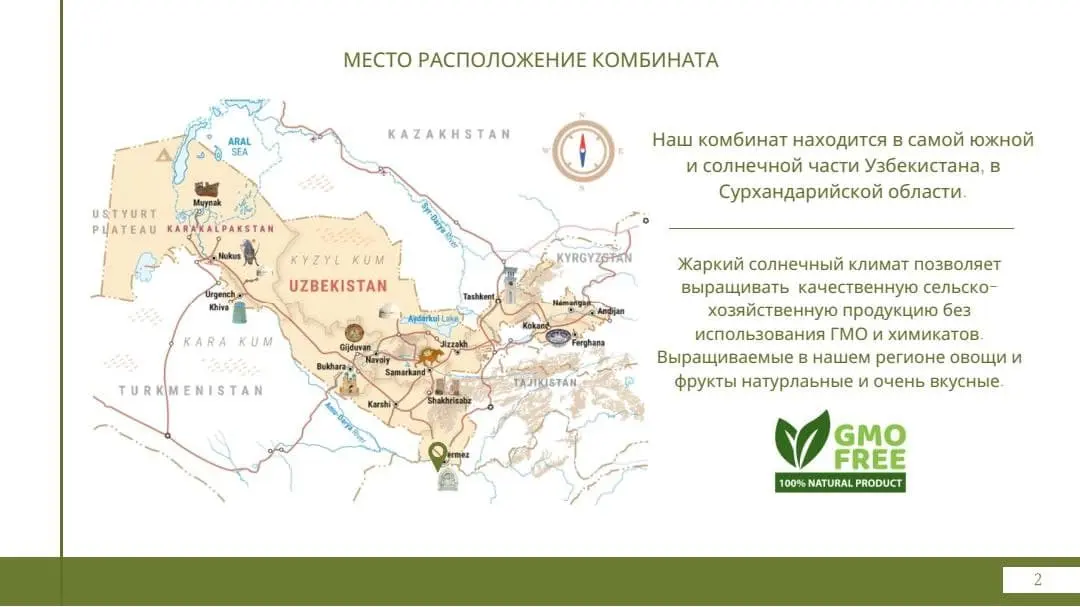 МЕСТО РАСПОЛОЖЕНИЕ КОМБИНАТА
KAZAKHSTAN
N
W
E
S
ARAL
SEA
Muynak
USTYURT
PLATEAU
KARAKALPAKSTAN
Nukus
Syr-Darya River
KYZYL KUM
KYRGYZSTAN
UZBEKISTAN
Urgench
Khiva
Tashkent
Namangan
Andijan
Aydarkul Lake
Kokand
Ferghana
KARA KUM
Gijduvan
Navoiy
Jizzakh
Bukhara
Samarkand
TURKMENISTAN
TAJIKISTAN
Karshi
Shakhrisabz
Amu-Darya River
ermez
Наш комбинат находится в самой южной
и солнечной части Узбекистана, в
Сурхандарийской области.
Жаркий солнечный климат позволяет
выращивать качественную сельско-
хозяйственную продукцию без
использования ГМО и химикатов.
Выращиваемые в нашем регионе овощи и
фрукты натурлаьные и очень вкусные.
GMO
FREE
100% NATURAL PRODUCT
2